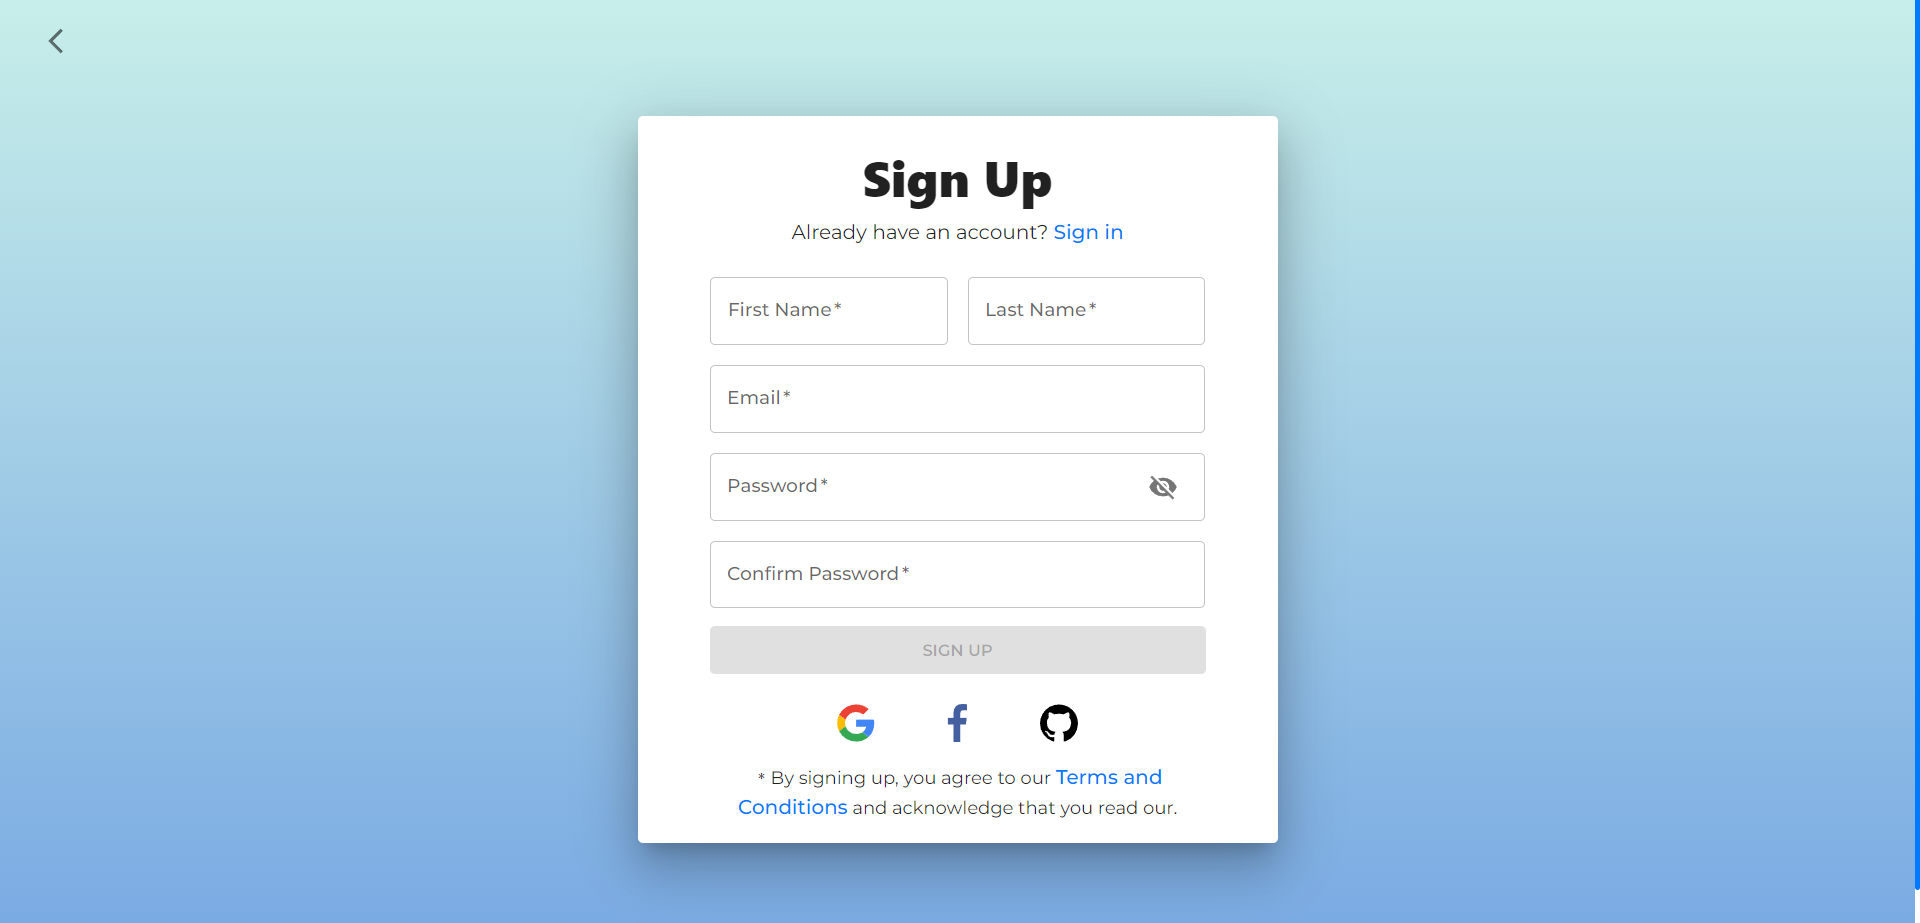 Sign Up
Already have an account? Sign in
First Name *
Last Name *
Email *
Password *
Confirm Password *
SIGN UP
* By signing up, you agree to our Terms and
Conditions and acknowledge that you read our.